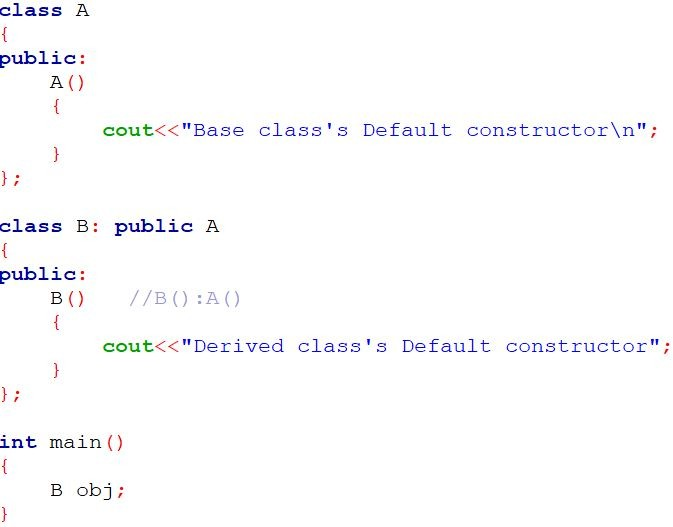 class A
{
public:
    A()
    {
        cout<<"Base class's Default constructor\n";
    }
};

class B: public A
{
public:
    B()   //B():A()
    {
        cout<<"Derived class's Default constructor";
    }
};

int main()
{
    B obj;
}